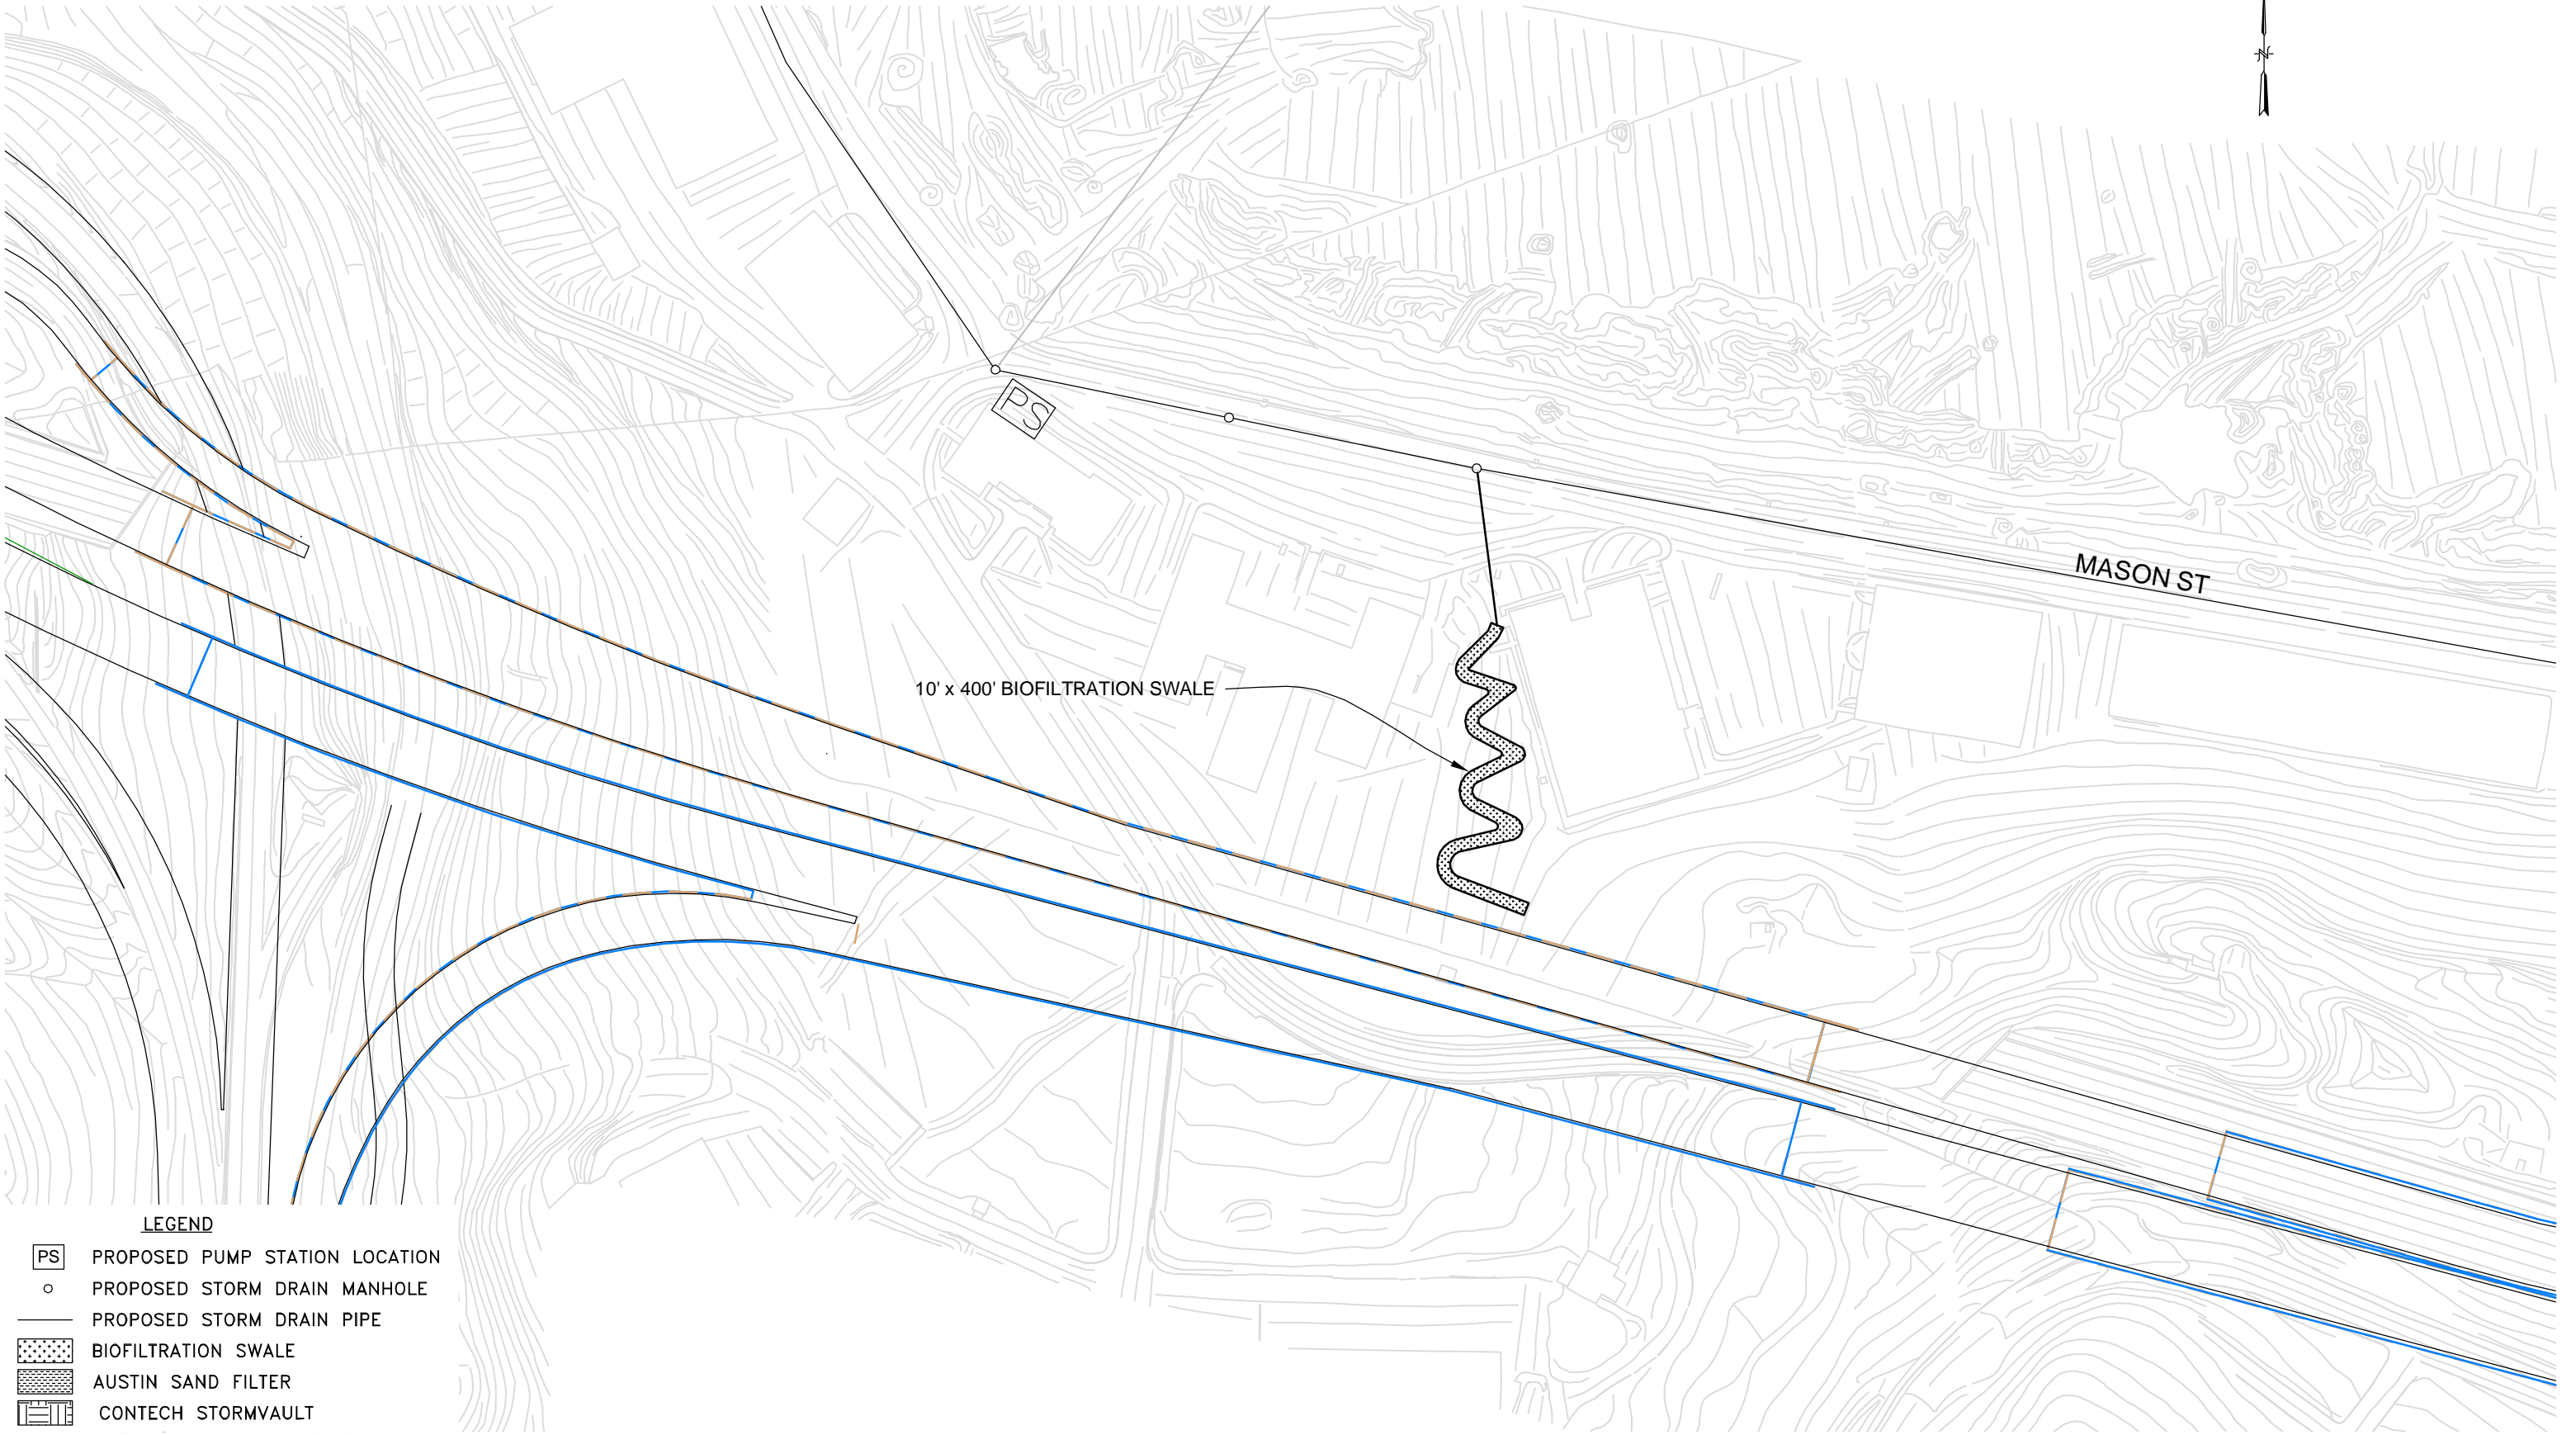 N
PS
MASON ST
10' x 400' BIOFILTRATION SWALE
LEGEND
PS PROPOSED PUMP STATION LOCATION
PROPOSED STORM DRAIN MANHOLE
PROPOSED STORM DRAIN PIPE
BIOFILTRATION SWALE
AUSTIN SAND FILTER
CONTECH STORMVAULT